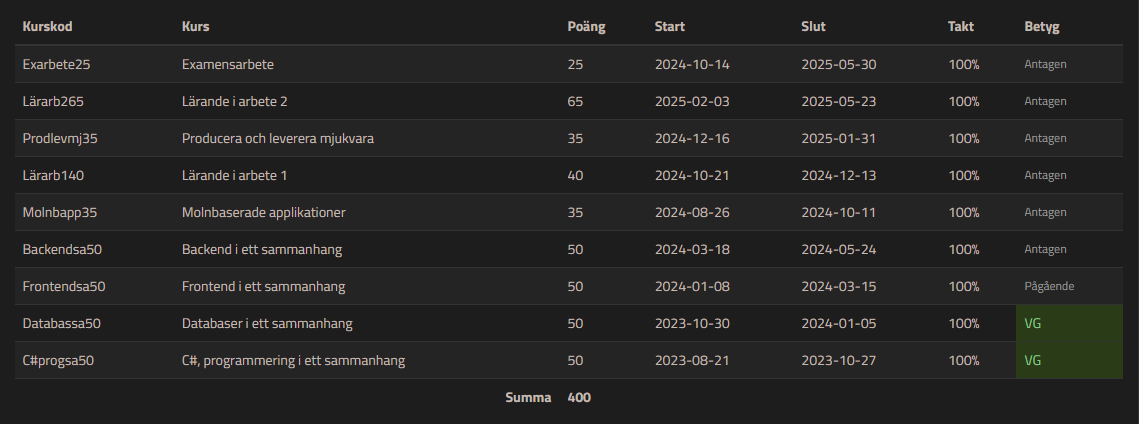 Kurskod Kurs Poäng Start Slut Takt Betyg
Exarbete25 Examensarbete 25 2024-10-14 2025-05-30 100% Antagen
Lärarb265 Lärande i arbete 2 65 2025-02-03 2025-05-23 100% Antagen
Prodlevmj35 Producera och leverera mjukvara 35 2024-12-16 2025-01-31 100% Antagen
Lärarb140 Lärande i arbete 1 40 2024-10-21 2024-12-13 100% Antagen
Molnbapp35 Molnbaserade applikationer 35 2024-08-26 2024-10-11 100% Antagen
Backendsa50 Backend i ett sammanhang 50 2024-03-18 2024-05-24 100% Antagen
Frontendsa50 Frontend i ett sammanhang 50 2024-01-08 2024-03-15 100% Pågående
Databassa50 Databaser i ett sammanhang 50 2023-10-30 2024-01-05 100% VG
C#progsa50 C#, programmering i ett sammanhang 50 2023-08-21 2023-10-27 100% VG
Summa 400